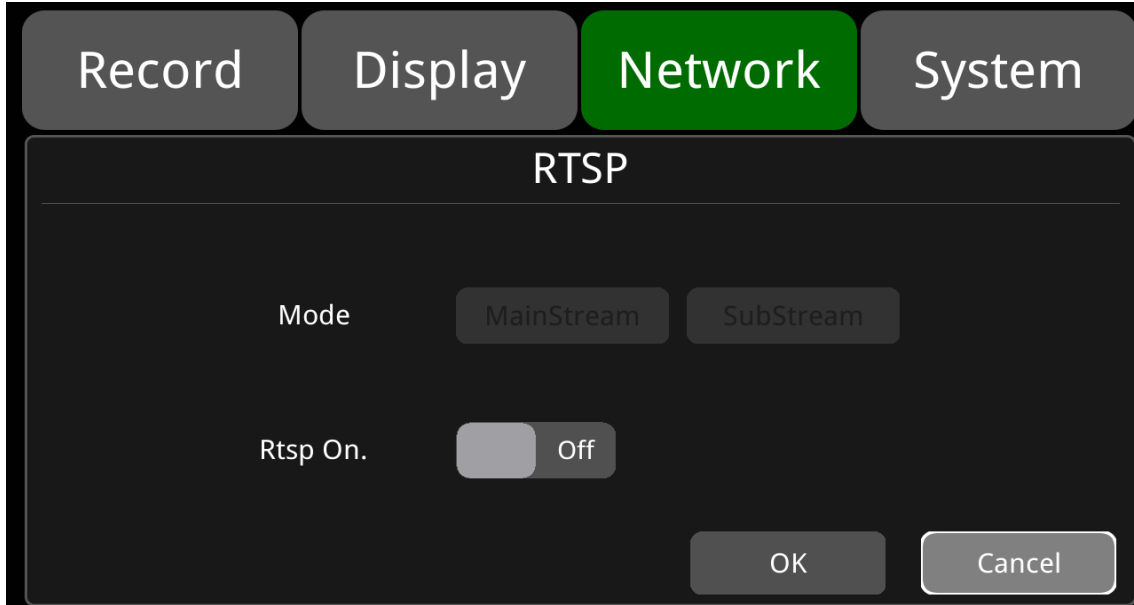 Record Display Network System
RTSP
Mode MainStream SubStream
Rtsp On. Off
OK Cancel